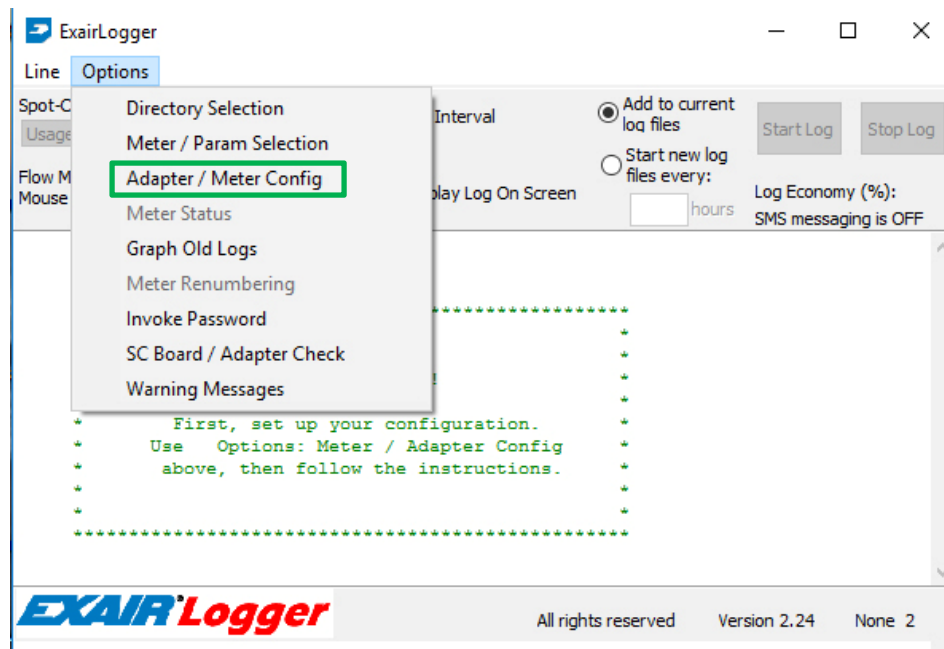 ExairLogger
Line Options
Spot-C
Usage
Flow M
Mouse
Directory Selection
Meter / Param Selection
Adapter / Meter Config
Meter Status
Graph Old Logs
Meter Renumbering
Invoke Password
SC Board / Adapter Check
Warning Messages
Interval
play Log On Screen
Add to current
log files
Start new log
files every:
hours
Start Log Stop Log
Log Economy (%):
SMS messaging is OFF
******************
*
*
! *
*
* First, set up your configuration. *
* Use Options: Meter / Adapter Config *
* above, then follow the instructions. *
* *
* *
**************************************************
EXAIR Logger
All rights reserved Version 2.24 None 2